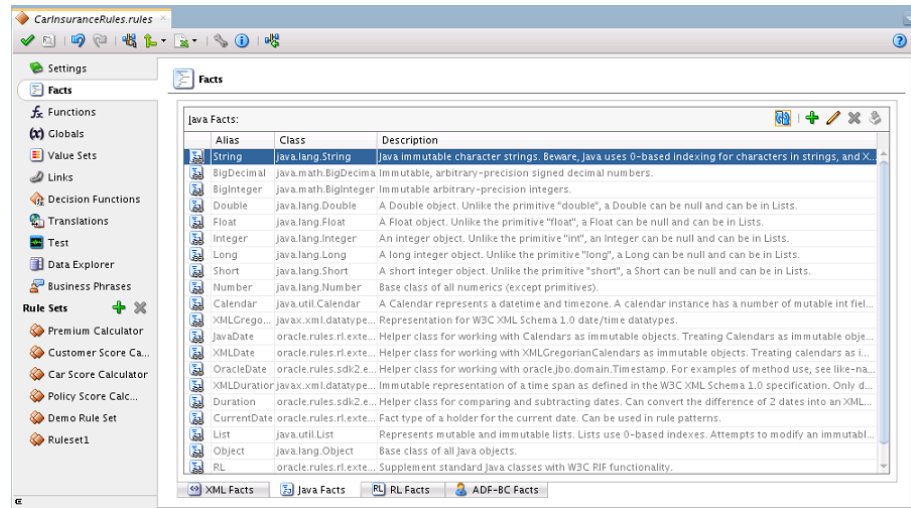 CarInsuranceRules.rules
Settings
Facts
Functions
Globals
Value Sets
Links
Decision Functions
Translations
Test
Data Explorer
Business Phrases
Rule Sets
Premium Calculator
Customer Score Ca...
Car Score Calculator
Policy Score Calc...
Demo Rule Set
Ruleset1
Facts
Java Facts:
Alias Class Description
String java.lang.String Java immutable character strings. Beware, Java uses 0-based indexing for characters in strings, and X...
BigDecimal java.math.BigDecima Immutable, arbitrary-precision signed decimal numbers.
BigInteger java.math.BigInteger Immutable arbitrary-precision integers.
Double java.lang.Double A Double object. Unlike the primitive "double", a Double can be null and can be in Lists.
Float java.lang.Float A Float object. Unlike the primitive "float", a Float can be null and can be in Lists.
Integer java.lang.Integer An integer object. Unlike the primitive "int", an Integer can be null and can be in Lists.
Long java.lang.Long A long integer object. Unlike the primitive "long", a Long can be null and can be in Lists.
Short java.lang.Short A short integer object. Unlike the primitive "short", a Short can be null and can be in Lists.
Number java.lang.Number Base class of all numerics (except primitives).
Calendar java.util.Calendar A Calendar represents a datetime and timezone. A calendar instance has a number of mutable int fiel...
XMLGrego... javax.xml.datatype... Representation for W3C XML Schema 1.0 date/time datatypes.
JavaDate oracle.rules.rl.exte... Helper class for working with Calendars as immutable objects. Treating Calendars as immutable obje...
XMLDate oracle.rules.rl.exte... Helper class for working with XMLGregorianCalendars as immutable objects. Treating calendars as i...
OracleDate oracle.rules.sdk2.e... Helper class for working with oracle.jbo.domain.Timestamp. For examples of method use, see like-na...
XMLDuration javax.xml.datatype... Immutable representation of a time span as defined in the W3C XML Schema 1.0 specification. Only d...
Duration oracle.rules.sdk2.e... Helper class for comparing and subtracting dates. Can convert the difference of 2 dates into an XML...
CurrentDate oracle.rules.rl.exte... Fact type of a holder for the current date. Can be used in rule patterns.
List java.util.List Represents mutable and immutable lists. Lists use 0-based indexes. Attempts to modify an immutabl...
Object java.lang.Object Base class of all Java objects.
RL oracle.rules.rl.exte... Supplement standard Java classes with W3C RIF functionality.
XML Facts Java Facts RL RL Facts ADF-BC Facts